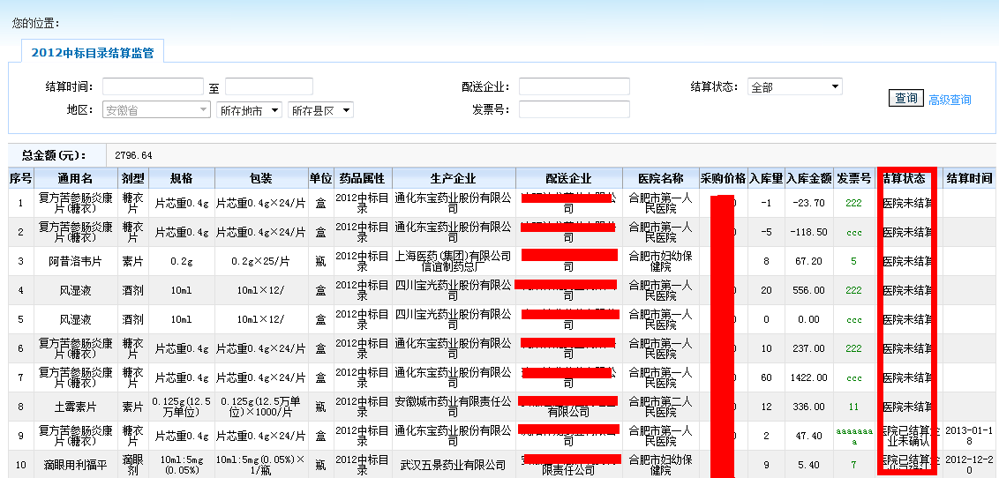 您的位置：
2012中标目录结算监管
结算时间： 至 配送企业： 结算状态： 全部
查询 高级查询
地区： 安徽省 所在地市 所在县区 发票号：
总金额(元)： 2796.64
序号 通用名 剂型 规格 包装 单位 药品属性 生产企业 配送企业 医院名称 采购价格 入库量 入库金额 发票号 结算状态 结算时间
1 复方苦参肠炎康片(糖衣) 糖衣片 片芯重0.4g 片芯重0.4g×24/片 盒 2012中标目录 通化东宝药业股份有限公司 司 合肥市第一人民医院 -1 -23.70 222 医院未结算
2 复方苦参肠炎康片(糖衣) 糖衣片 片芯重0.4g 片芯重0.4g×24/片 盒 2012中标目录 通化东宝药业股份有限公司 司 合肥市第一人民医院 -5 -118.50 ccc 医院未结算
3 阿昔洛韦片 素片 0.2g 0.2g×25/片 瓶 2012中标目录 上海医药(集团)有限公司信谊制药总厂 司 合肥市妇幼保健院 8 67.20 5 医院未结算
4 风湿液 酒剂 10ml 10ml×12/ 盒 2012中标目录 四川宝光药业股份有限公司 司 合肥市第一人民医院 20 556.00 222 医院未结算
5 风湿液 酒剂 10ml 10ml×12/ 盒 2012中标目录 四川宝光药业股份有限公司 司 合肥市第一人民医院 0 0.00 ccc 医院未结算
6 复方苦参肠炎康片(糖衣) 糖衣片 片芯重0.4g 片芯重0.4g×24/片 盒 2012中标目录 通化东宝药业股份有限公司 司 合肥市第一人民医院 10 237.00 222 医院未结算
7 复方苦参肠炎康片(糖衣) 糖衣片 片芯重0.4g 片芯重0.4g×24/片 盒 2012中标目录 通化东宝药业股份有限公司 司 合肥市第一人民医院 60 1422.00 ccc 医院未结算
8 土霉素片 素片 0.125g(12.5万单位) 0.125g(12.5万单位)×1000/片 瓶 2012中标目录 安徽城市药业有限责任公司 有限公司 合肥市第二人民医院 12 336.00 11 医院未结算
9 复方苦参肠炎康片(糖衣) 糖衣片 片芯重0.4g 片芯重0.4g×24/片 盒 2012中标目录 通化东宝药业股份有限公司 司 合肥市第一人民医院 2 47.40 aaaaaaaa 医院已结算企业未确认 2013-01-18
10 滴眼用利福平 滴眼剂 10ml:5mg(0.05%) 10ml:5mg(0.05%)×1/瓶 瓶 2012中标目录 武汉五景药业有限公司 限责任公司 合肥市妇幼保健院 9 5.40 7 医院已结算 2012-12-20